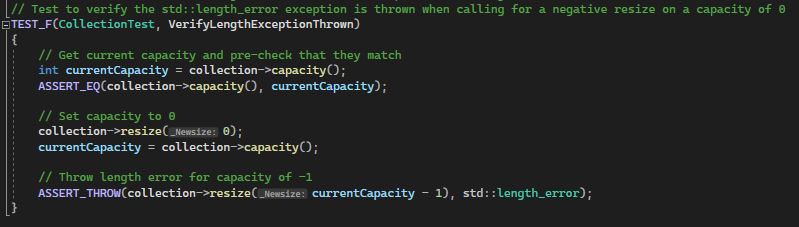 // Test to verify the std::length_error exception is thrown when calling for a negative resize on a capacity of 0
TEST_F(CollectionTest, VerifyLengthExceptionThrown)
{
// Get current capacity and pre-check that they match
int currentCapacity = collection->capacity();
ASSERT_EQ(collection->capacity(), currentCapacity);
// Set capacity to 0
collection->resize(_Newsize: 0);
currentCapacity = collection->capacity();
// Throw length error for capacity of -1
ASSERT_THROW(collection->resize(_Newsize: currentCapacity - 1), std::length_error);
}